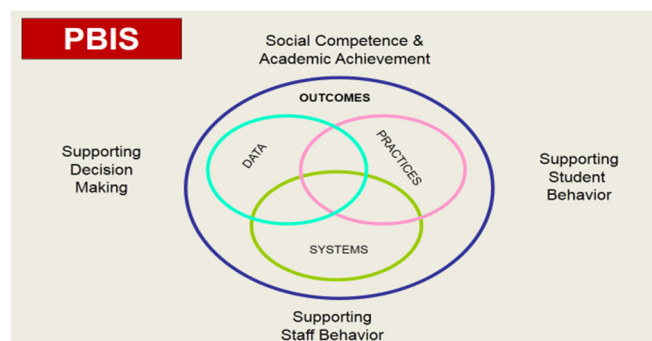 PBIS
Social Competence &
Academic Achievement
OUTCOMES
DATA
PRACTICES
Supporting
Decision
Making
Supporting
Student
Behavior
SYSTEMS
Supporting
Staff Behavior